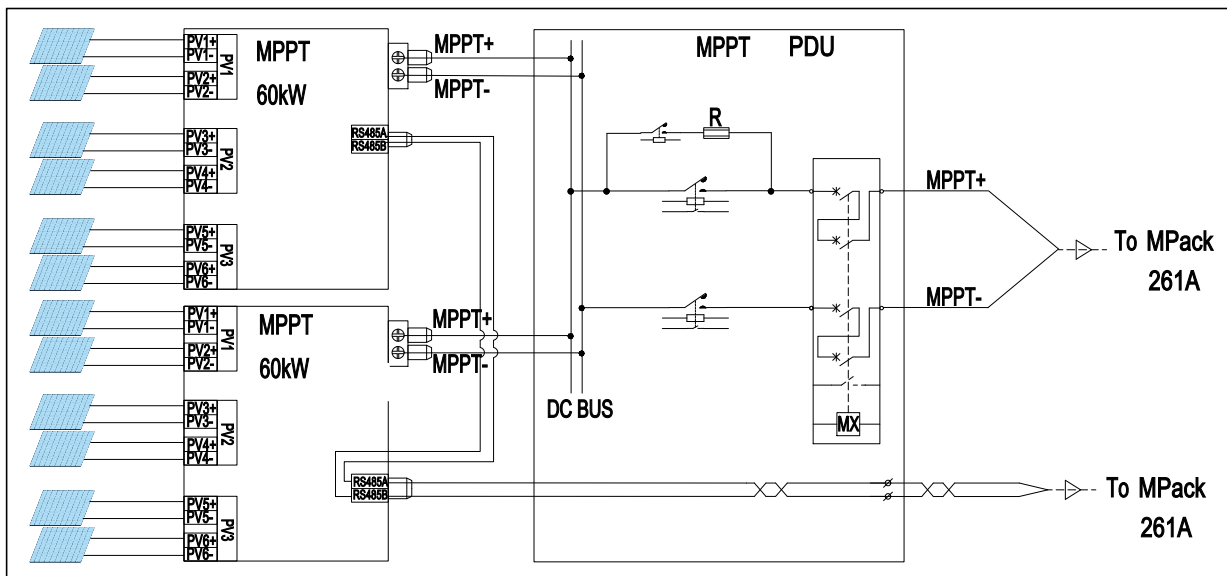 PV1+
PV1-
PV2+
PV2-
PV1
PV3+
PV3-
PV4+
PV4-
PV2
PV5+
PV5-
PV6+
PV6-
PV3
MPPT
60kW
RS485A
RS485B
MPPT+
MPPT-
PV1+
PV1-
PV2+
PV2-
PV1
PV3+
PV3-
PV4+
PV4-
PV2
PV5+
PV5-
PV6+
PV6-
PV3
MPPT
60kW
RS485A
RS485B
MPPT+
MPPT-
MPPT PDU
R
DC BUS
MX
MPPT+
MPPT-
To MPack
261A
To MPack
261A